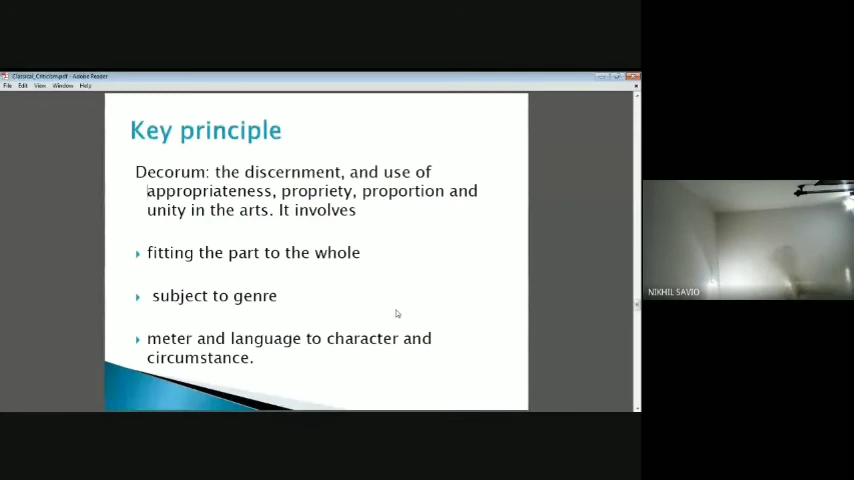 Classical_Criticism.pdf - Adobe Reader
File Edit View Window Help
Key principle
Decorum: the discernment, and use of
appropriateness, propriety, proportion and
unity in the arts. It involves
fitting the part to the whole
subject to genre
meter and language to character and
circumstance.
NIKHIL SAVIO